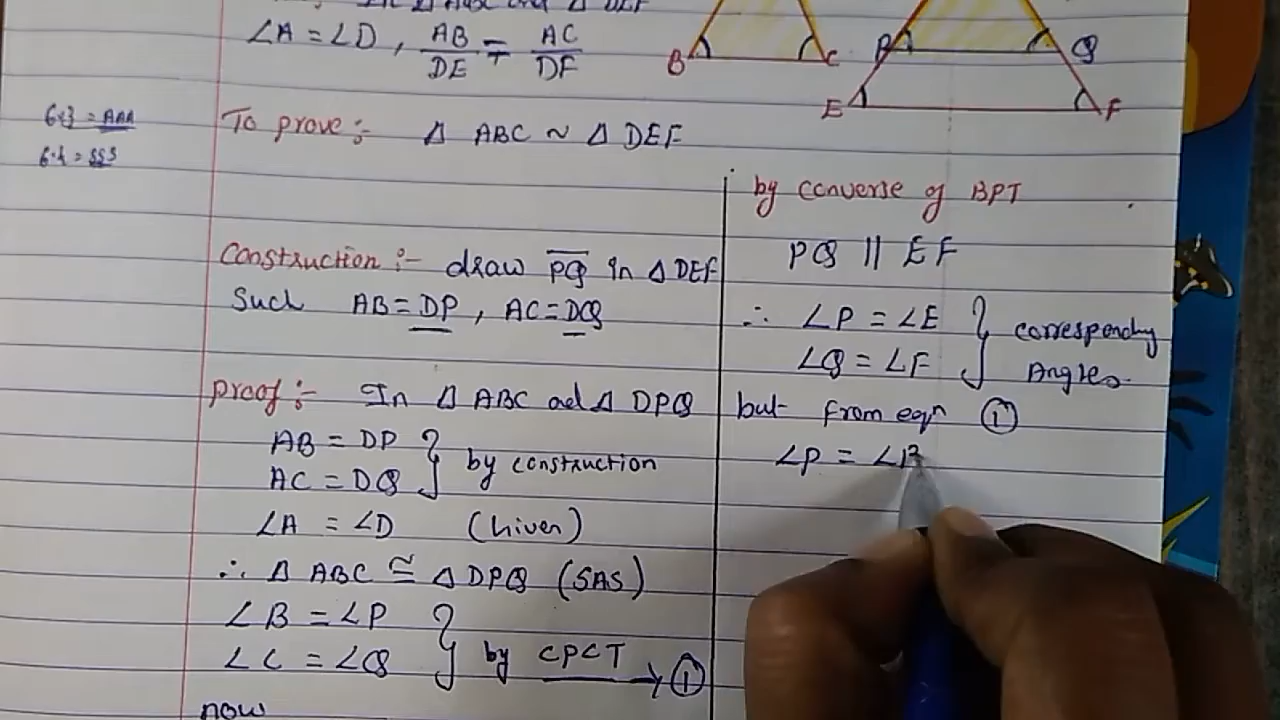 ∠A = ∠D , AB/DE = AC/DF
B C P Q
E F
6.3 = AAA
6.4 = SSS
To prove :- Δ ABC ~ Δ DEF
Construction :- draw PQ in Δ DEF
Such AB = DP , AC = DQ
Proof :- In Δ ABC ad Δ DPQ
AB = DP
AC = DQ } by construction
∠A = ∠D (Given)
∴ Δ ABC ≅ Δ DPQ (SAS)
∠B = ∠P
∠C = ∠Q } by CPCT → ①
now
by converse of BPT
PQ || EF
∴ ∠P = ∠E
∠Q = ∠F } corresponding Angles.
but from eqn ①
∠P = ∠B